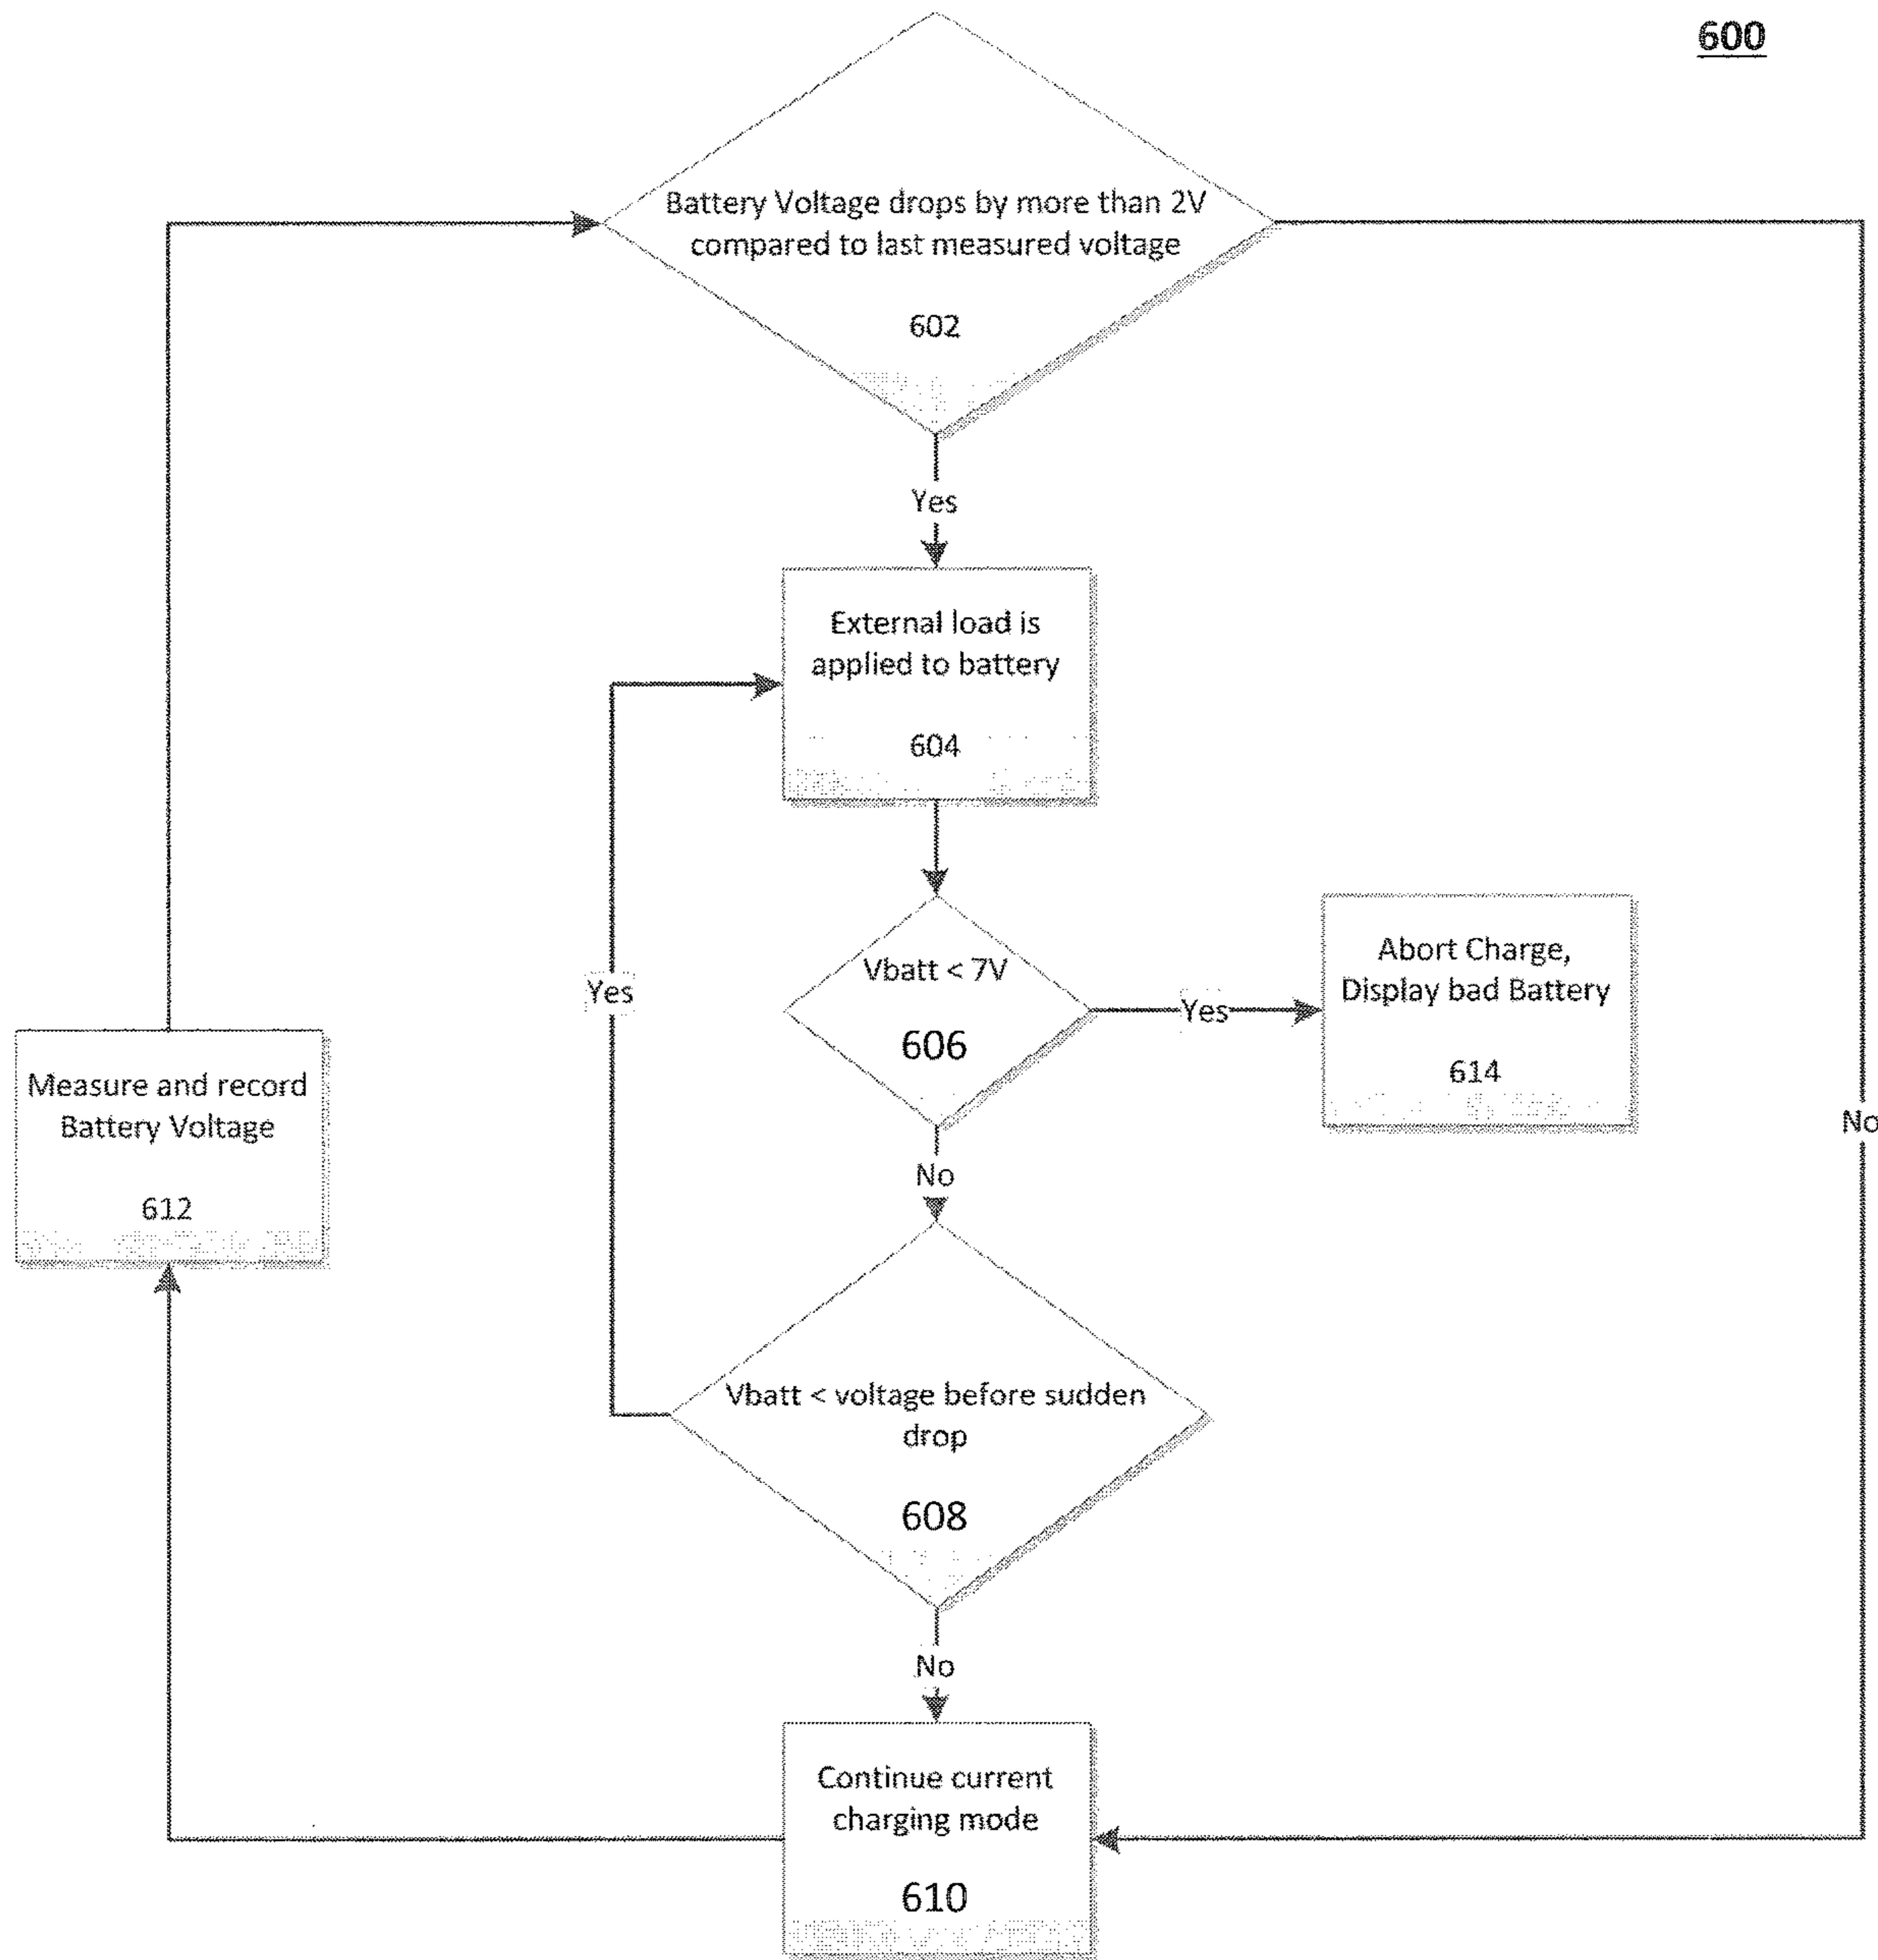 600
Battery Voltage drops by more than 2V
compared to last measured voltage
602
Yes
External load is
applied to battery
604
Vbatt < 7V
606
Yes
Abort Charge,
Display bad Battery
614
Yes
No
Measure and record
Battery Voltage
612
No
Vbatt < voltage before sudden
drop
608
No
Continue current
charging mode
610